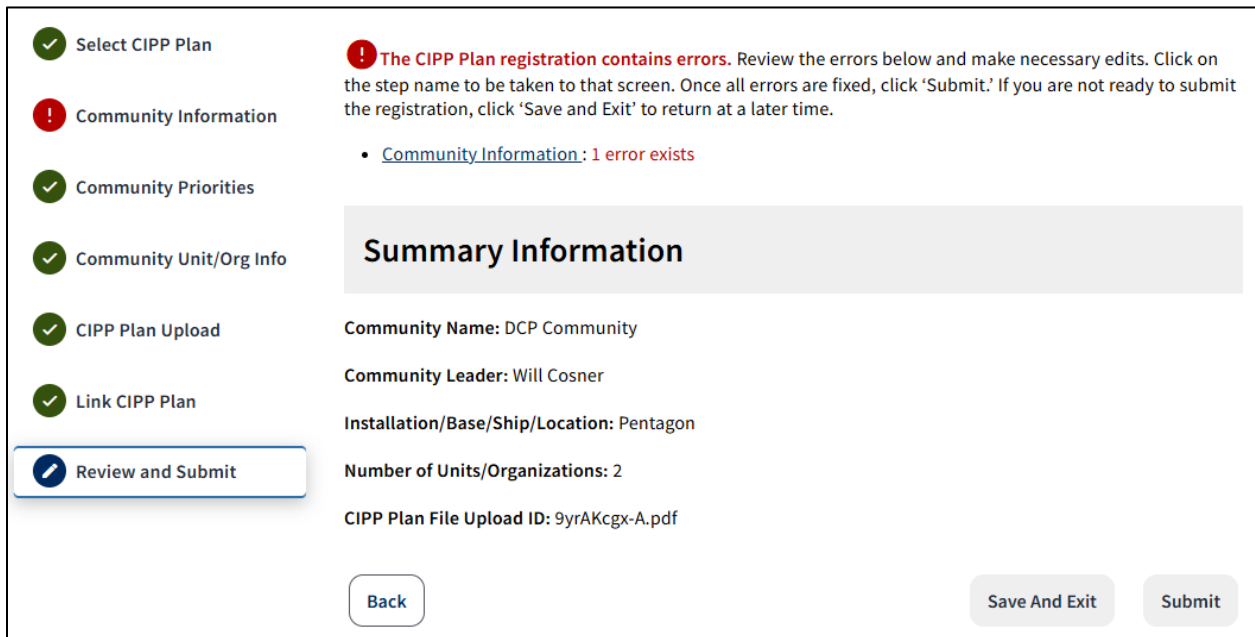 Select CIPP Plan
Community Information
Community Priorities
Community Unit/Org Info
CIPP Plan Upload
Link CIPP Plan
Review and Submit
The CIPP Plan registration contains errors. Review the errors below and make necessary edits. Click on
the step name to be taken to that screen. Once all errors are fixed, click ‘Submit.’ If you are not ready to submit
the registration, click ‘Save and Exit’ to return at a later time.
• Community Information : 1 error exists
Summary Information
Community Name: DCP Community
Community Leader: Will Cosner
Installation/Base/Ship/Location: Pentagon
Number of Units/Organizations: 2
CIPP Plan File Upload ID: 9yrAKcgx-A.pdf
Back
Save And Exit
Submit